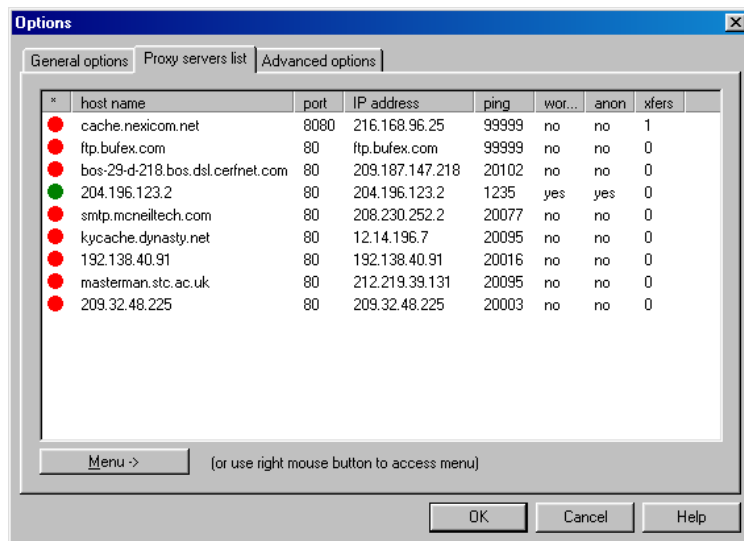 Options
General options Proxy servers list Advanced options
* host name port IP address ping wor... anon xfers
cache.nexicom.net 8080 216.168.96.25 99999 no no 1
ftp.bufex.com 80 ftp.bufex.com 99999 no no 0
bos-29-d-218.bos.dsl.cerfnet.com 80 209.187.147.218 20102 no no 0
204.196.123.2 80 204.196.123.2 1235 yes yes 0
smtp.mcneiltech.com 80 208.230.252.2 20077 no no 0
kycache.dynasty.net 80 12.14.196.7 20095 no no 0
192.138.40.91 80 192.138.40.91 20016 no no 0
masterman.stc.ac.uk 80 212.219.39.131 20095 no no 0
209.32.48.225 80 209.32.48.225 20003 no no 0
Menu -> (or use right mouse button to access menu)
OK Cancel Help